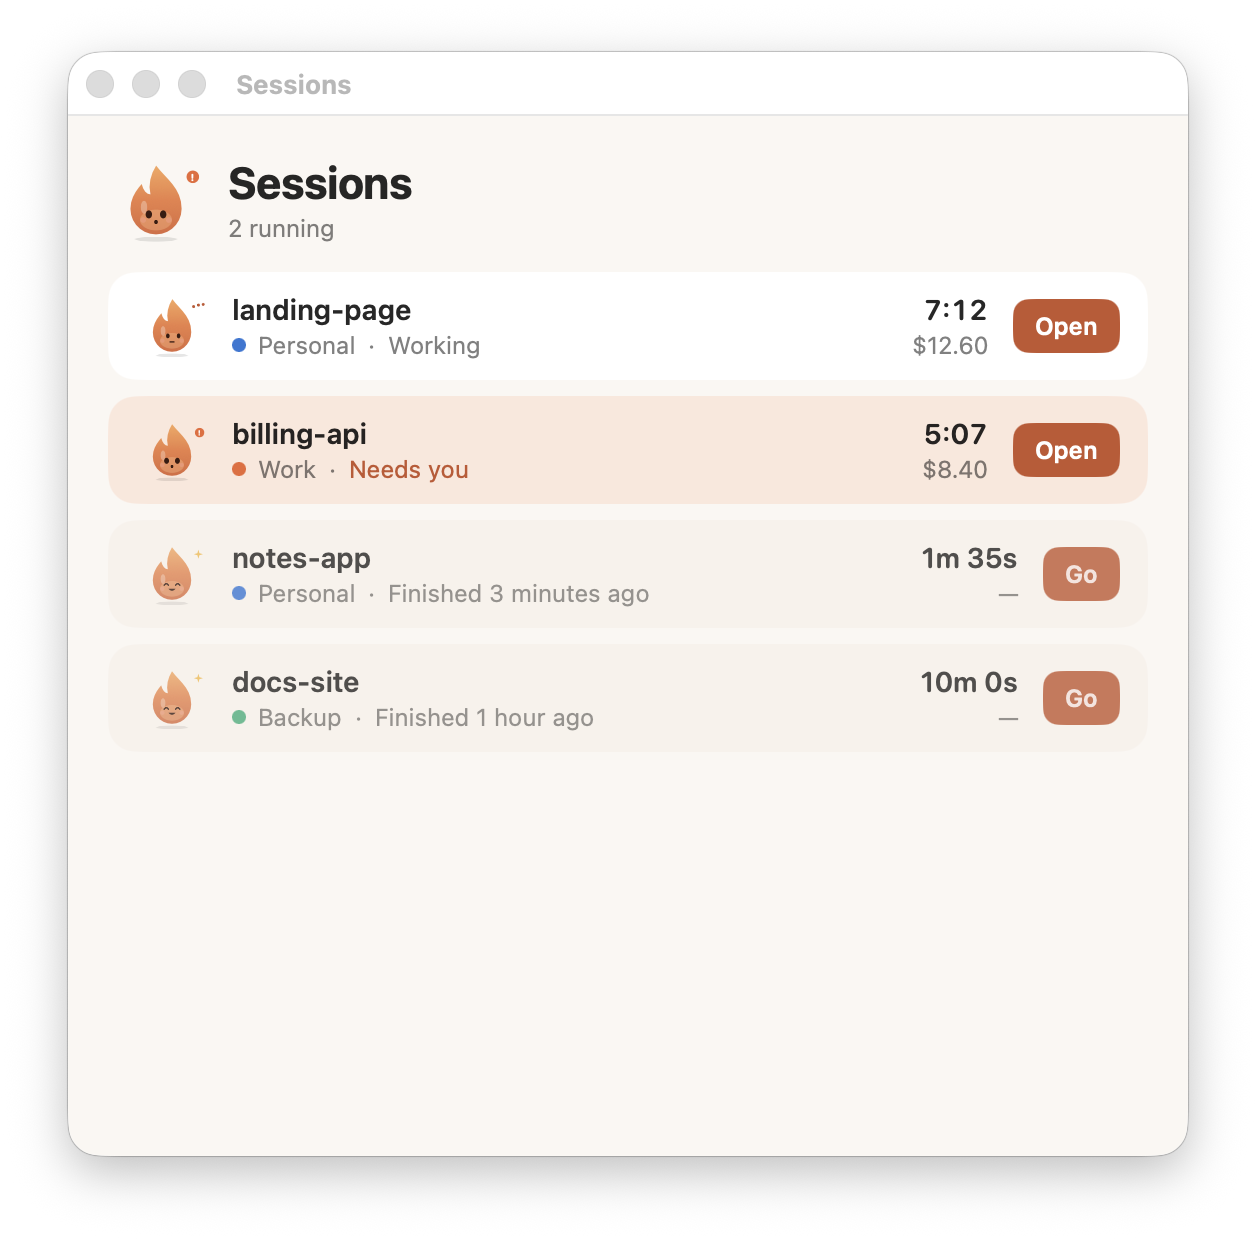 Sessions
Sessions
2 running
landing-page
7:12
Personal · Working
$12.60
Open
billing-api
5:07
Work · Needs you
$8.40
Open
notes-app
1m 35s
Personal · Finished 3 minutes ago
—
Go
docs-site
10m 0s
Backup · Finished 1 hour ago
—
Go